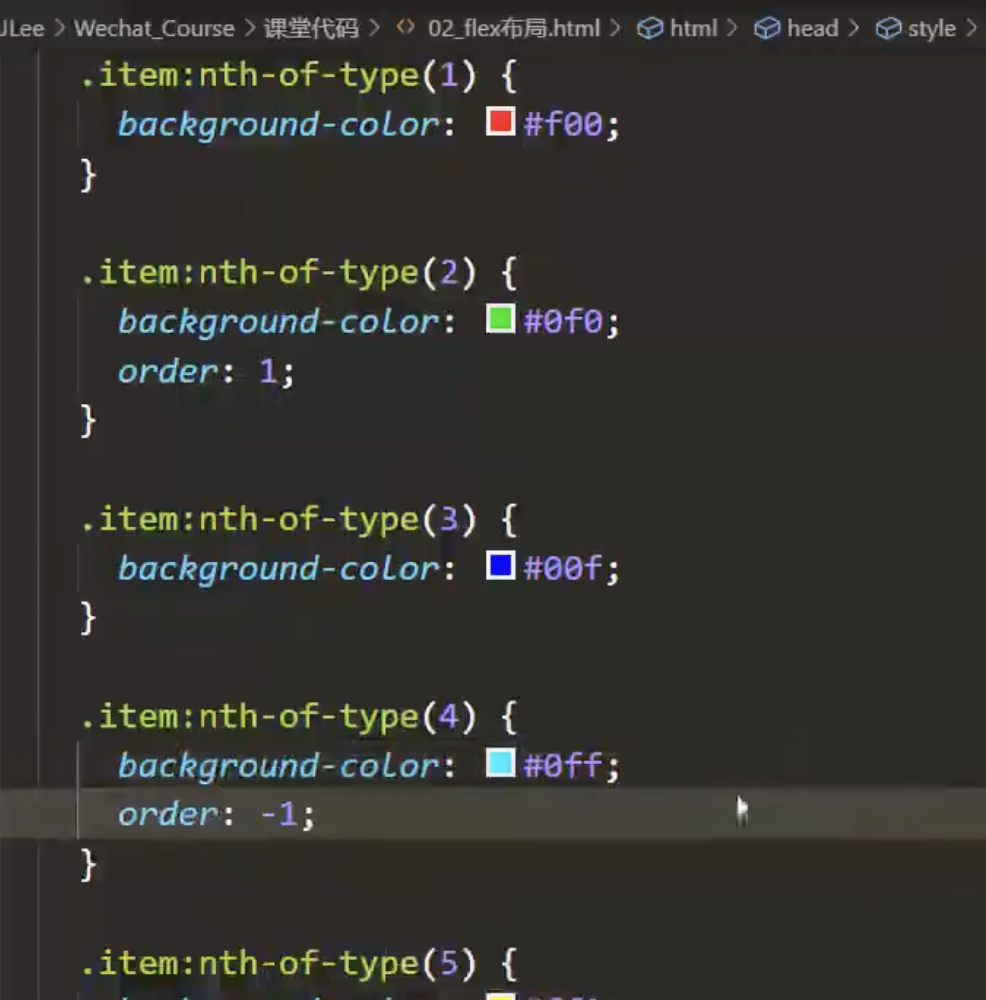 JLee > Wechat_Course > 课堂代码 > 02_flex布局.html > html > head > style >
.item:nth-of-type(1) {
background-color: #f00;
}
.item:nth-of-type(2) {
background-color: #0f0;
order: 1;
}
.item:nth-of-type(3) {
background-color: #00f;
}
.item:nth-of-type(4) {
background-color: #0ff;
order: -1;
}
.item:nth-of-type(5) {